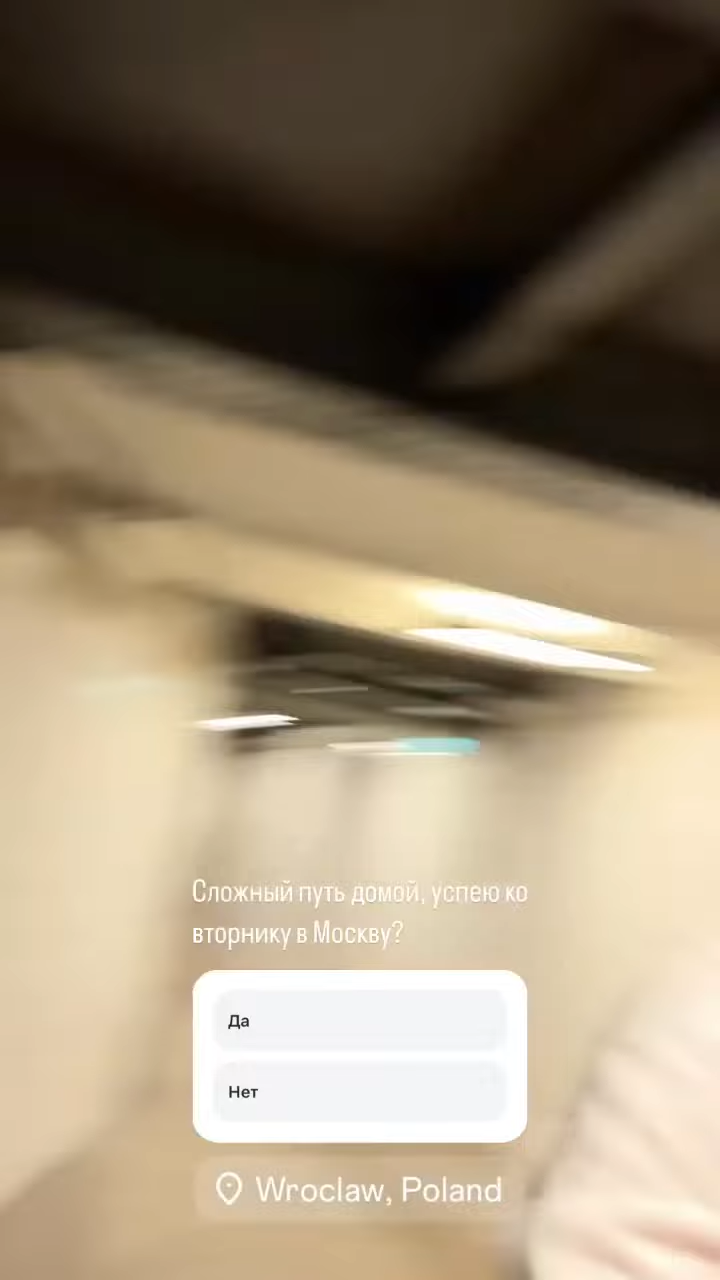 Сложный путь домой, успею ко
вторнику в Москву?
Да
Нет
Wroclaw, Poland